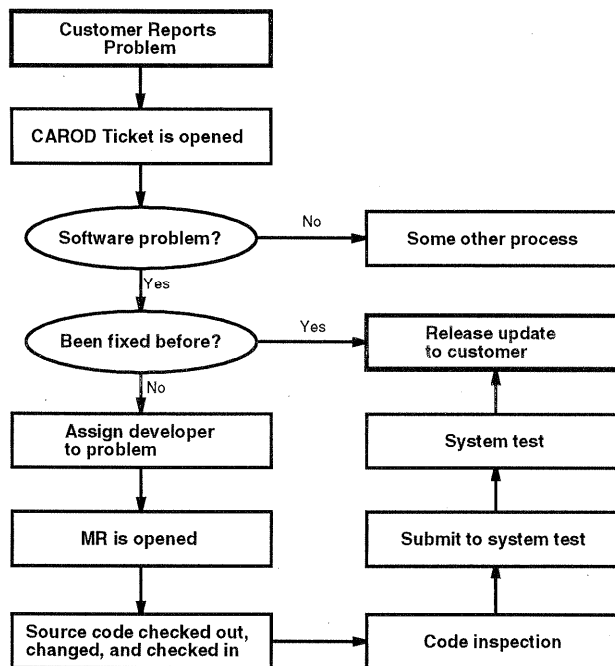 Customer Reports
Problem
CAROD Ticket is opened
Software problem?
No
Some other process
Yes
Been fixed before?
Yes
Release update
to customer
No
Assign developer
to problem
System test
MR is opened
Submit to system test
Source code checked out,
changed, and checked in
Code inspection